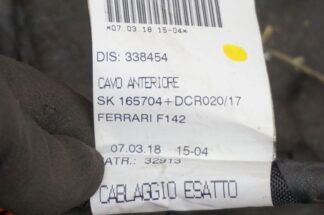 *07.03.18 15-04*
DIS: 338454
CAVO ANTERIORE
SK 165704+DCR020/17
FERRARI F142
07.03.18 15-04
MATR.: 32913
CABLAGGIO ESATTO